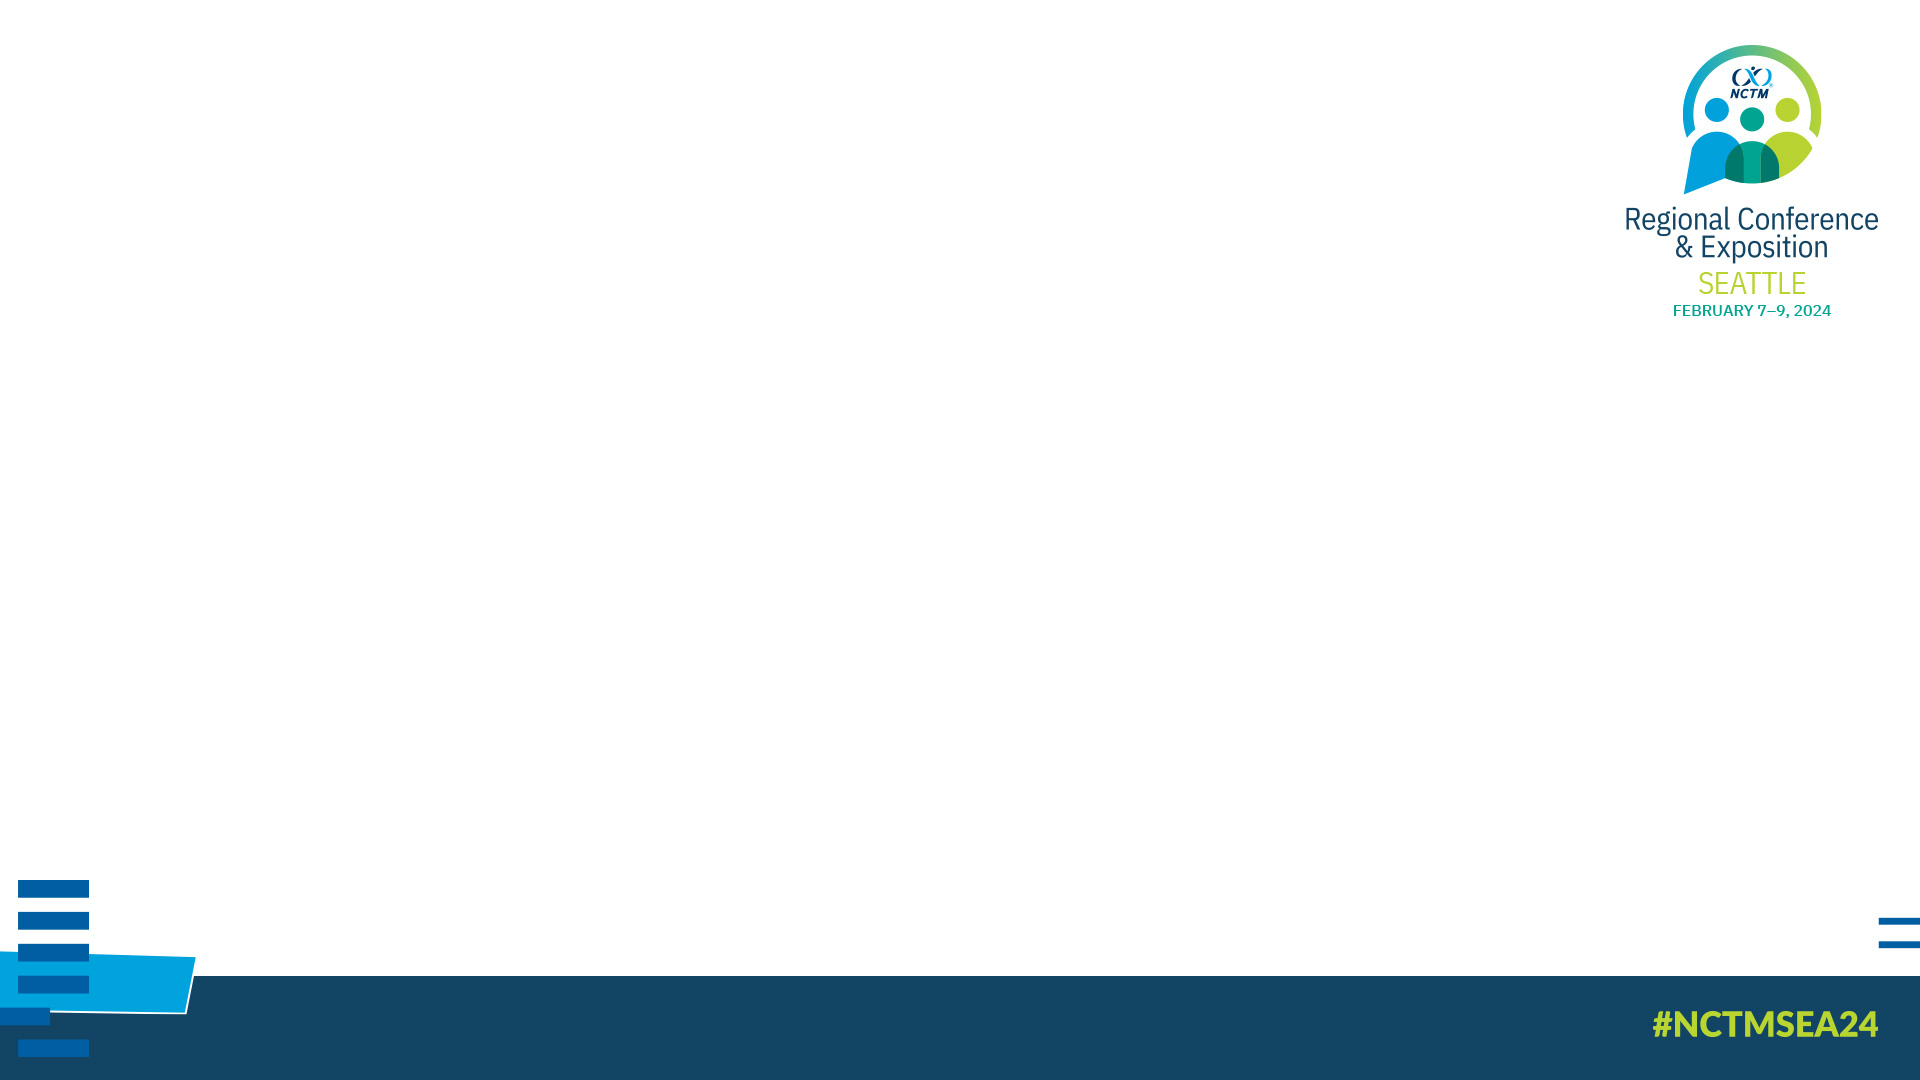 NCTM
Regional Conference
& Exposition
SEATTLE
FEBRUARY 7–9, 2024
#NCTMSEA24